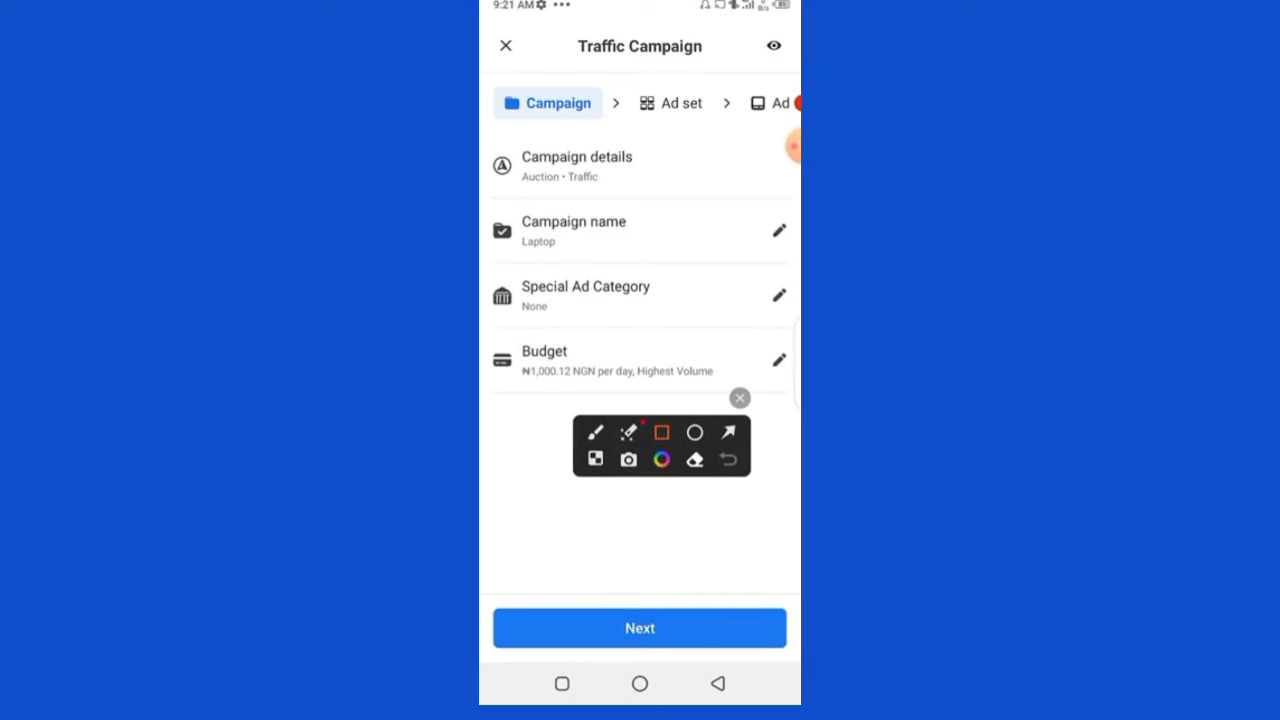 9:21 AM
Traffic Campaign
Campaign
Ad set
Ad
Campaign details
Auction • Traffic
Campaign name
Laptop
Special Ad Category
None
Budget
₦1,000.12 NGN per day, Highest Volume
Next